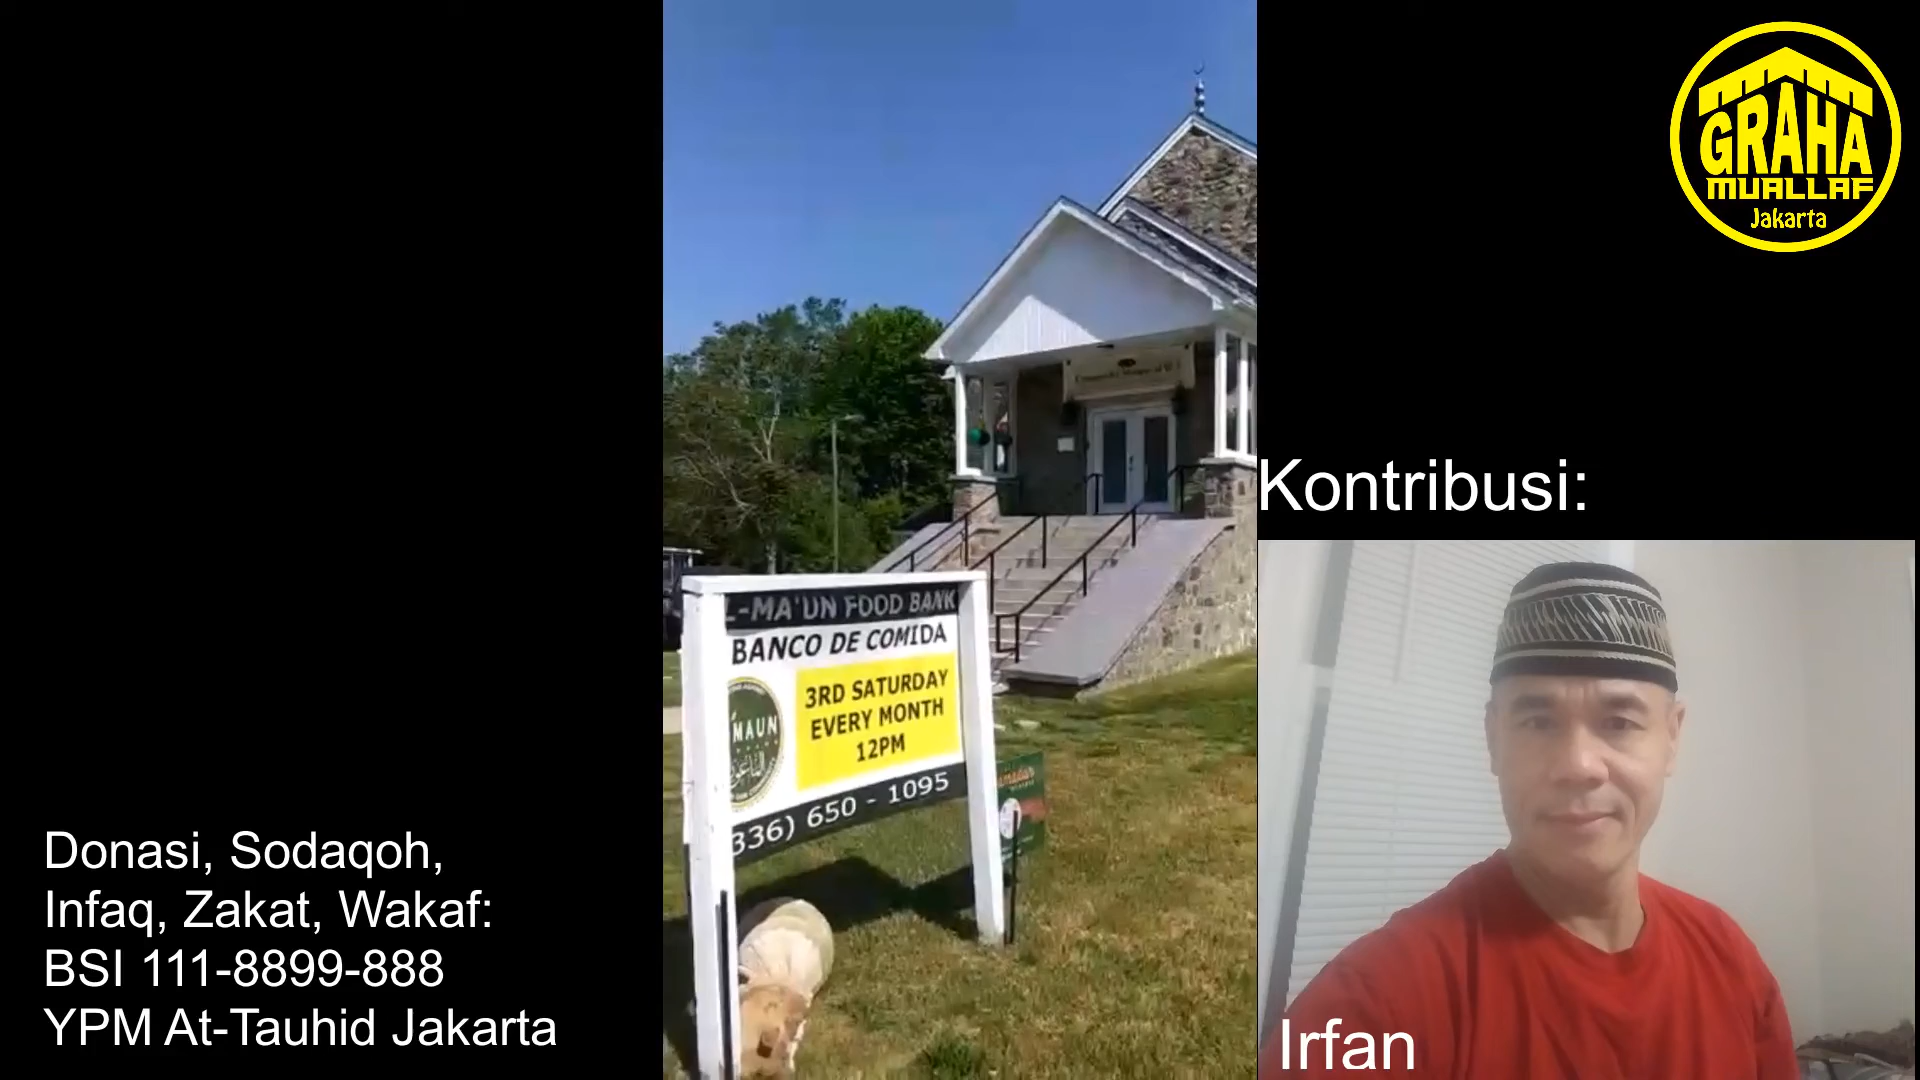 GRAHA
MUALLAF
Jakarta
Kontribusi:
L-MA'UN FOOD BANK
BANCO DE COMIDA
3RD SATURDAY
EVERY MONTH
12PM
MAUN
336) 650 - 1095
Donasi, Sodaqoh,
Infaq, Zakat, Wakaf:
BSI 111-8899-888
YPM At-Tauhid Jakarta
Irfan